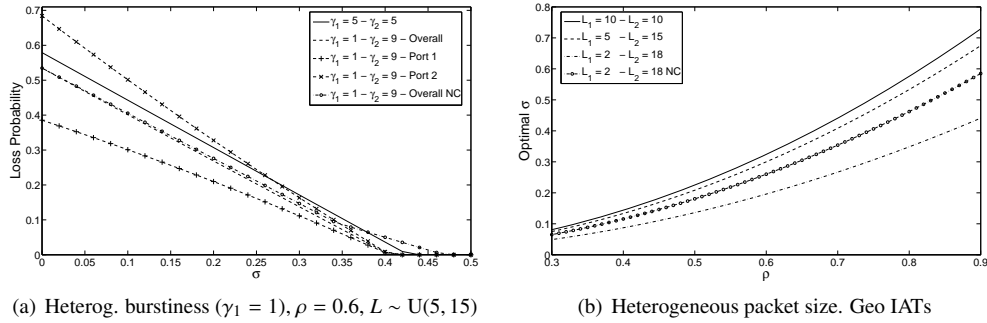 0.7
0.6
0.5
0.4
0.3
0.2
0.1
0
Loss Probability
0 0.05 0.1 0.15 0.2 0.25 0.3 0.35 0.4 0.45 0.5
σ
γ1 = 5 − γ2 = 5
γ1 = 1 − γ2 = 9 − Overall
γ1 = 1 − γ2 = 9 − Port 1
γ1 = 1 − γ2 = 9 − Port 2
γ1 = 1 − γ2 = 9 − Overall NC
(a) Heterog. burstiness (γ1 = 1), ρ = 0.6, L ∼ U(5, 15)
0.8
0.7
0.6
0.5
0.4
0.3
0.2
0.1
0
Optimal σ
0.3 0.4 0.5 0.6 0.7 0.8 0.9
ρ
L1 = 10 − L2 = 10
L1 = 5 − L2 = 15
L1 = 2 − L2 = 18
L1 = 2 − L2 = 18 NC
(b) Heterogeneous packet size. Geo IATs